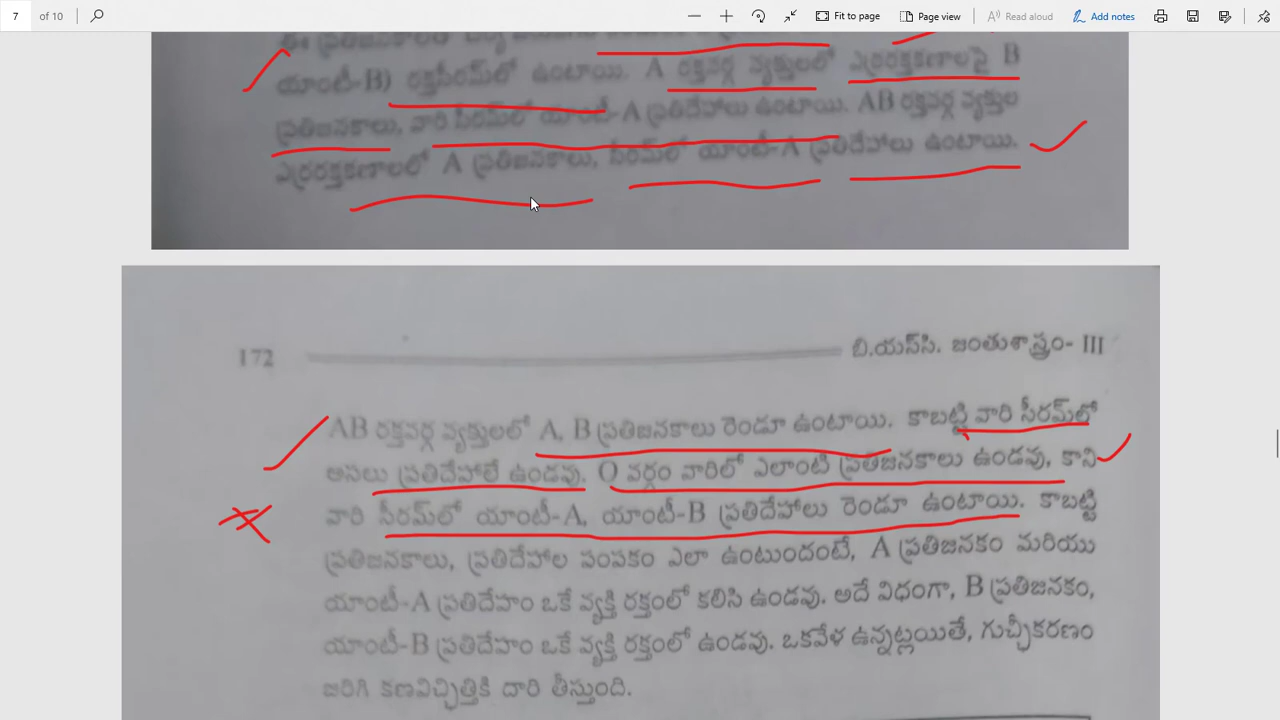 7 of 10 Fit to page Page view Read aloud Add notes
ఈ ప్రతిజనకాలతో
యాంటీ-B) రక్తసీరమ్‌లో ఉంటాయి. A రక్తవర్గ వ్యక్తులలో ఎర్రరక్తకణాలపై B
ప్రతిజనకాలు, వారి సీరమ్‌లో యాంటీ-A ప్రతిదేహాలు ఉంటాయి. AB రక్తవర్గ వ్యక్తుల
ఎర్రరక్తకణాలలో A ప్రతిజనకాలు, సీరమ్‌లో యాంటీ-A ప్రతిదేహాలు ఉంటాయి.
172 బి.యస్‌సి. జంతుశాస్త్రం- III
AB రక్తవర్గ వ్యక్తులలో A, B ప్రతిజనకాలు రెండూ ఉంటాయి. కాబట్టి వారి సీరమ్‌లో
అసలు ప్రతిదేహాలే ఉండవు. O వర్గం వారిలో ఎలాంటి ప్రతిజనకాలు ఉండవు, కాని
వారి సీరమ్‌లో యాంటీ-A, యాంటీ-B ప్రతిదేహాలు రెండూ ఉంటాయి. కాబట్టి
ప్రతిజనకాలు, ప్రతిదేహాల పంపకం ఎలా ఉంటుందంటే, A ప్రతిజనకం మరియు
యాంటీ-A ప్రతిదేహం ఒకే వ్యక్తి రక్తంలో కలిసి ఉండవు. అదే విధంగా, B ప్రతిజనకం,
యాంటీ-B ప్రతిదేహం ఒకే వ్యక్తి రక్తంలో ఉండవు. ఒకవేళ ఉన్నట్లయితే, గుచ్ఛీకరణం
జరిగి కణవిచ్ఛిత్తికి దారి తీస్తుంది.